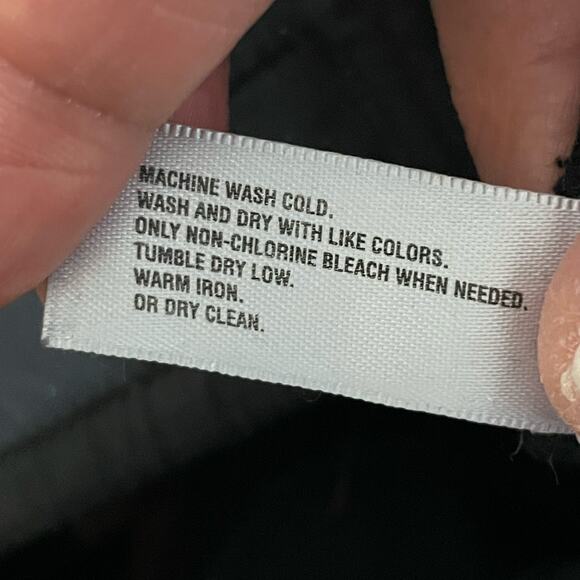 MACHINE WASH COLD.
WASH AND DRY WITH LIKE COLORS.
ONLY NON-CHLORINE BLEACH WHEN NEEDED.
TUMBLE DRY LOW.
WARM IRON.
OR DRY CLEAN.